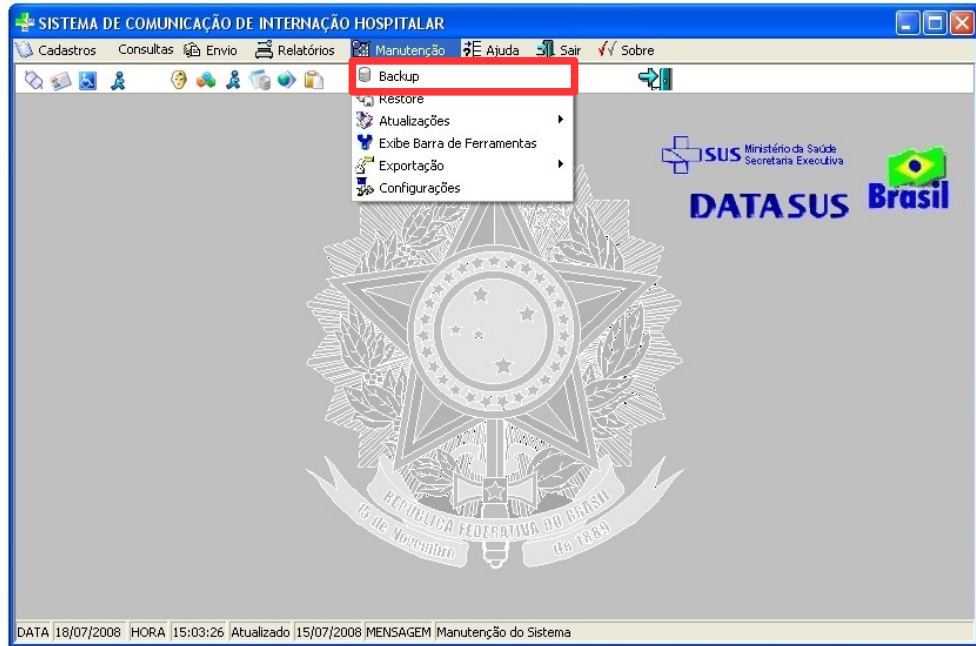 SISTEMA DE COMUNICAÇÃO DE INTERNAÇÃO HOSPITALAR
Cadastros Consultas Envio Relatórios Manutenção Ajuda Sair Sobre
Backup
Restore
Atualizações
Exibe Barra de Ferramentas
Exportação
Configurações
SUS Ministério da Saúde
Secretaria Executiva
DATASUS Brasil
REPÚBLICA FEDERATIVA DO BRASIL
15 de Novembro de 1889
DATA 18/07/2008 HORA 15:03:26 Atualizado 15/07/2008 MENSAGEM Manutenção do Sistema